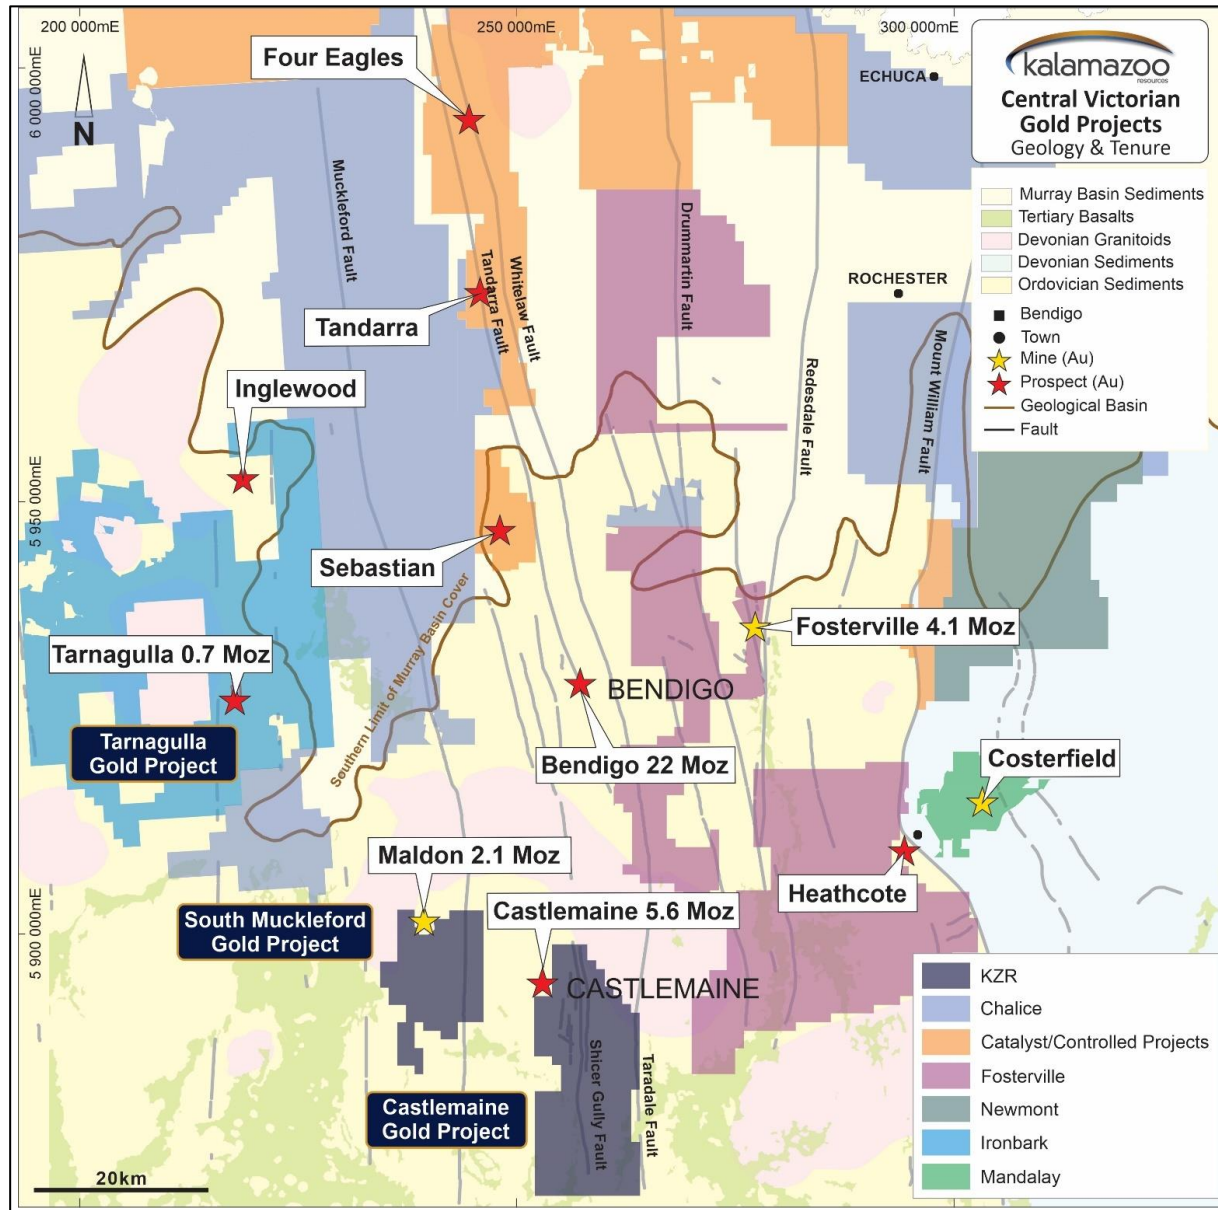 200 000mE
250 000mE
300 000mE
6 000 000mE
5 950 000mE
5 900 000mE
N
kalamazoo
resources
Central Victorian
Gold Projects
Geology & Tenure
Murray Basin Sediments
Tertiary Basalts
Devonian Granitoids
Devonian Sediments
Ordovician Sediments
Bendigo
Town
Mine (Au)
Prospect (Au)
Geological Basin
Fault
Four Eagles
ECHUCA
Muckleford Fault
Tandarra Fault
Whitelaw Fault
Drummartin Fault
Redesdale Fault
Mount William Fault
ROCHESTER
Tandarra
Inglewood
Sebastian
Southern Limit of Murray Basin Cover
Fosterville 4.1 Moz
Tarnagulla 0.7 Moz
BENDIGO
Tarnagulla
Gold Project
Bendigo 22 Moz
Costerfield
Maldon 2.1 Moz
Heathcote
South Muckleford
Gold Project
Castlemaine 5.6 Moz
CASTLEMAINE
Shicer Gully Fault
Taradale Fault
Castlemaine
Gold Project
20km
KZR
Chalice
Catalyst/Controlled Projects
Fosterville
Newmont
Ironbark
Mandalay